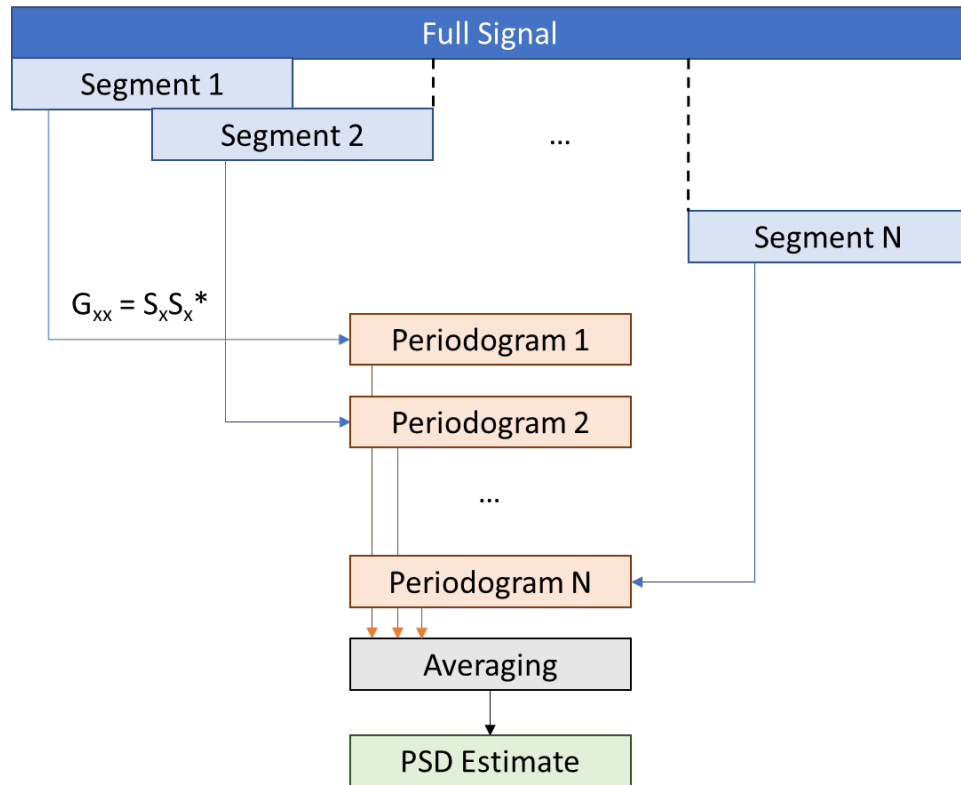 Full Signal
Segment 1
Segment 2
...
Segment N
Gxx = SxSx*
Periodogram 1
Periodogram 2
...
Periodogram N
Averaging
PSD Estimate